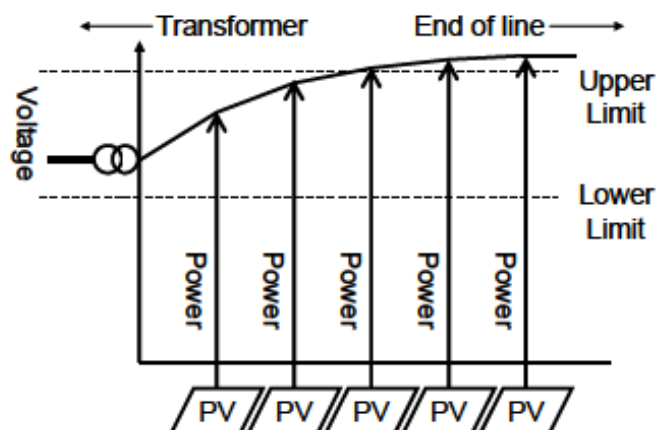 Transformer
End of line
Voltage
Upper
Limit
Lower
Limit
Power
Power
Power
Power
Power
PV
PV
PV
PV
PV